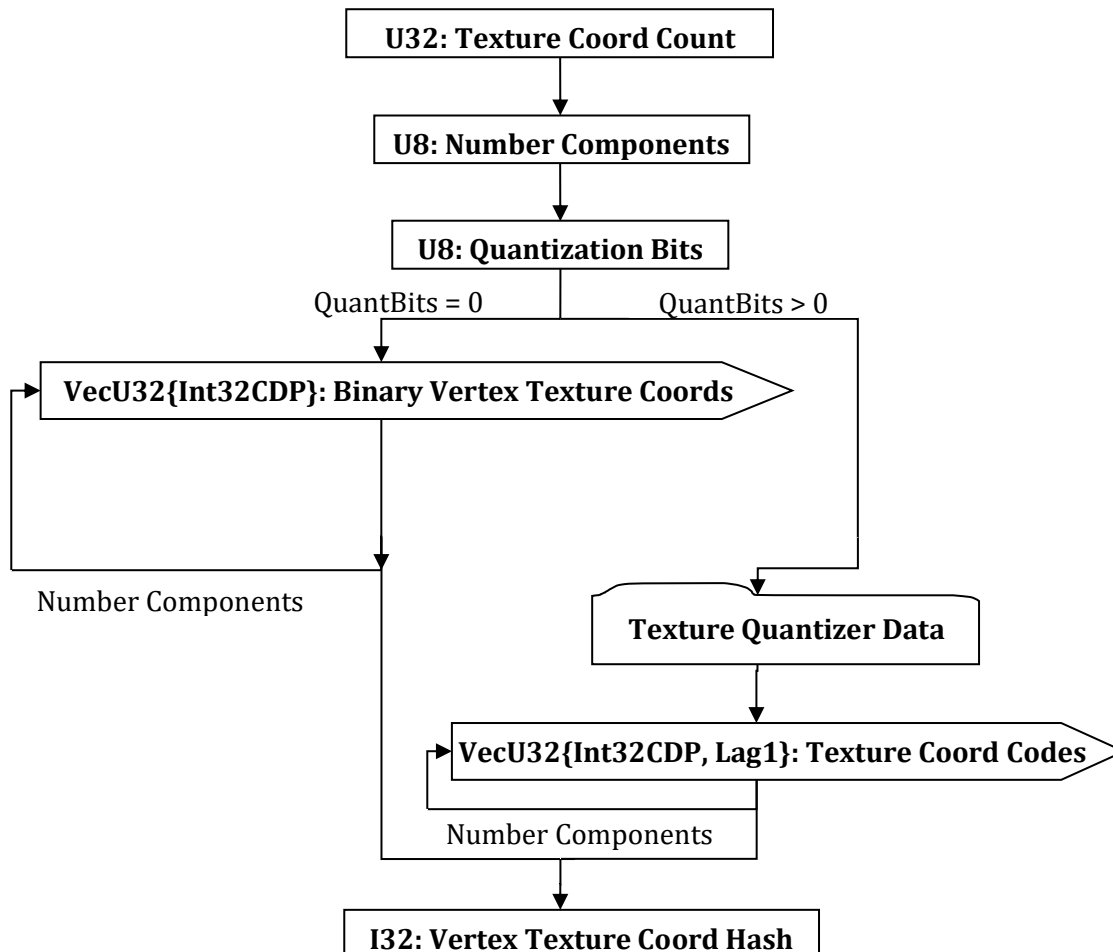 U32: Texture Coord Count
U8: Number Components
U8: Quantization Bits
QuantBits = 0
QuantBits > 0
VecU32{Int32CDP}: Binary Vertex Texture Coords
Number Components
Texture Quantizer Data
VecU32{Int32CDP, Lag1}: Texture Coord Codes
Number Components
I32: Vertex Texture Coord Hash